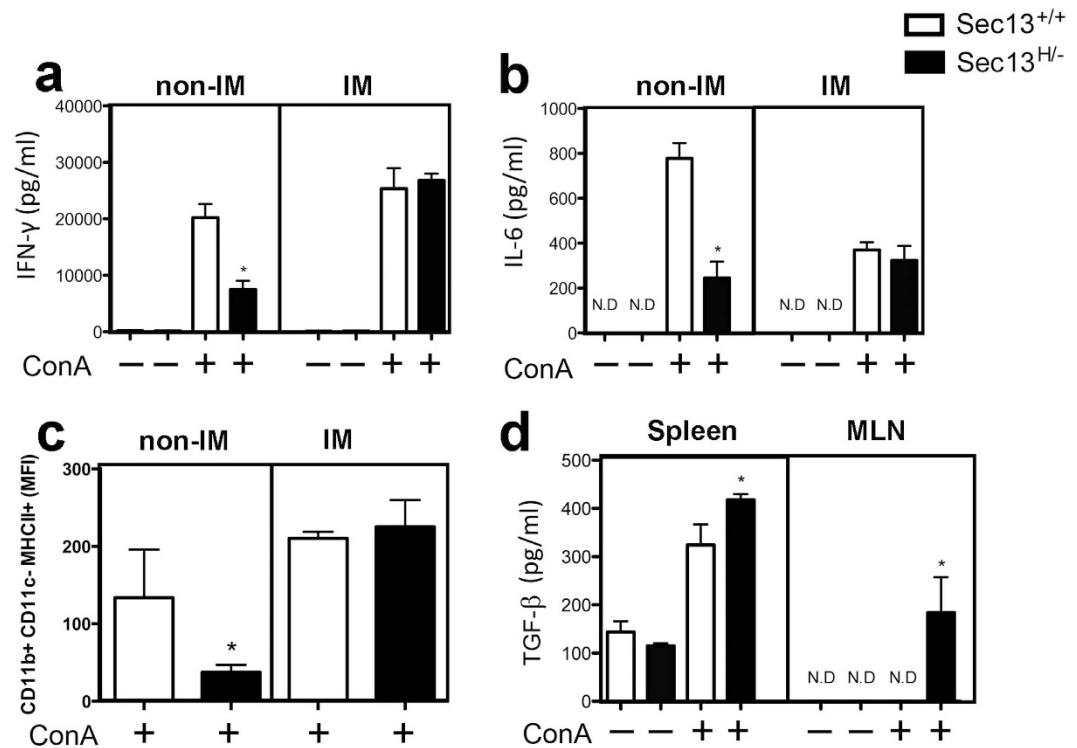 Sec13+/+
Sec13H/-
a
non-IM IM
IFN-γ (pg/ml)
40000
30000
20000
10000
0
*
ConA — — + + — — + +
b
non-IM IM
IL-6 (pg/ml)
1000
800
600
400
200
0
N.D N.D * N.D N.D
ConA — — + + — — + +
c
non-IM IM
CD11b+ CD11c- MHCII+ (MFI)
300
200
100
0
*
ConA + + + +
d
Spleen MLN
TGF-β (pg/ml)
500
400
300
200
100
0
* *
N.D N.D N.D
ConA — — + + — — + +